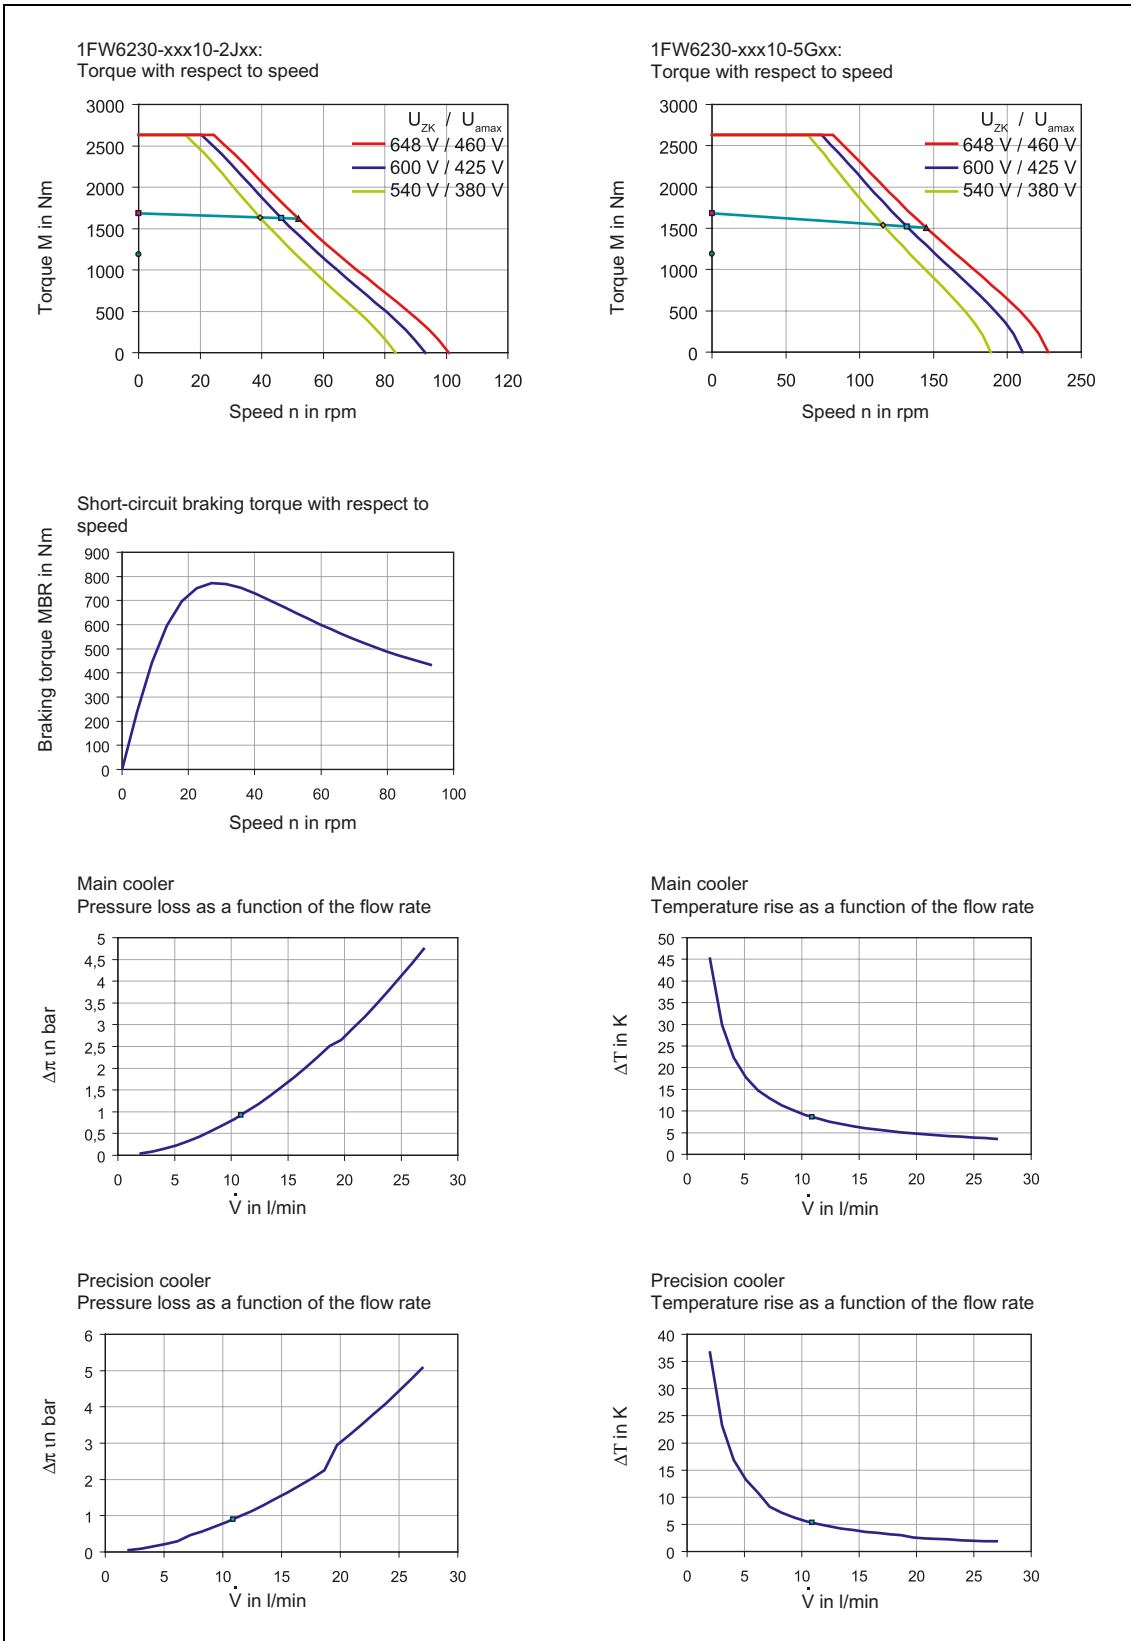 1FW6230-xxx10-2Jxx:
Torque with respect to speed
3000
2500
2000
1500
1000
500
0
Torque M in Nm
U_ZK / U_amax
648 V / 460 V
600 V / 425 V
540 V / 380 V
0 20 40 60 80 100 120
Speed n in rpm
1FW6230-xxx10-5Gxx:
Torque with respect to speed
3000
2500
2000
1500
1000
500
0
Torque M in Nm
U_ZK / U_amax
648 V / 460 V
600 V / 425 V
540 V / 380 V
0 50 100 150 200 250
Speed n in rpm
Short-circuit braking torque with respect to
speed
900
800
700
600
500
400
300
200
100
0
Braking torque MBR in Nm
0 20 40 60 80 100
Speed n in rpm
Main cooler
Pressure loss as a function of the flow rate
5
4,5
4
3,5
3
2,5
2
1,5
1
0,5
0
Δπ ιn bar
0 5 10 15 20 25 30
V̇ in l/min
Main cooler
Temperature rise as a function of the flow rate
50
45
40
35
30
25
20
15
10
5
0
ΔT in K
0 5 10 15 20 25 30
V̇ in l/min
Precision cooler
Pressure loss as a function of the flow rate
6
5
4
3
2
1
0
Δπ ιn bar
0 5 10 15 20 25 30
V̇ in l/min
Precision cooler
Temperature rise as a function of the flow rate
40
35
30
25
20
15
10
5
0
ΔT in K
0 5 10 15 20 25 30
V̇ in l/min